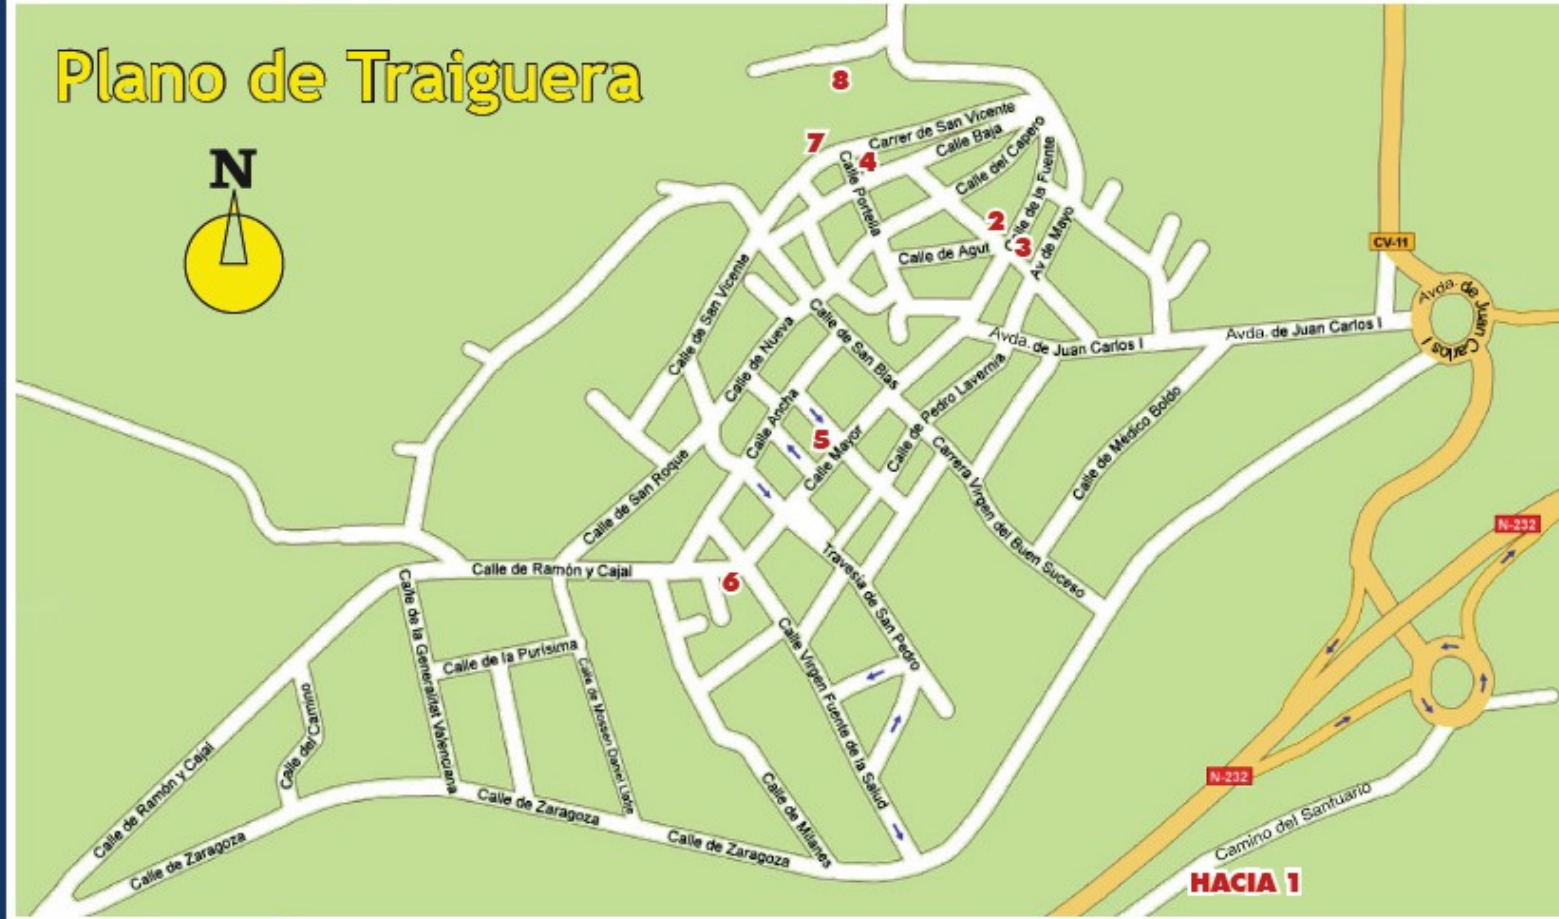 Plano de Traiguera
N
8
7
4
Carrer de San Vicente
Calle Baja
Calle del Capero
Calle Portella
Calle de la Fuente
2
3
Calle de Agut
Av de Mayo
CV-11
Avda. de Juan Carlos I
Avda. de Juan Carlos I
Avda. de Juan Carlos I
Calle de San Vicente
Calle de Nueva
Calle de San Blas
Calle de Pedro Lavernia
Calle Ancha
5
Calle Mayor
Carrera Virgen del Buen Suceso
Calle de Médico Boldo
Calle de San Roque
N-232
Calle de Ramón y Cajal
6
Travesía de San Pedro
Calle de la Generalitat Valenciana
Calle de la Purísima
Calle de Mossen Daniel Llatse
Calle Virgen Fuente de la Salud
Calle del Camino
Calle de Ramón y Cajal
Calle de Zaragoza
Calle de Zaragoza
Calle de Zaragoza
Calle de Milanes
N-232
Camino del Santuario
HACIA 1